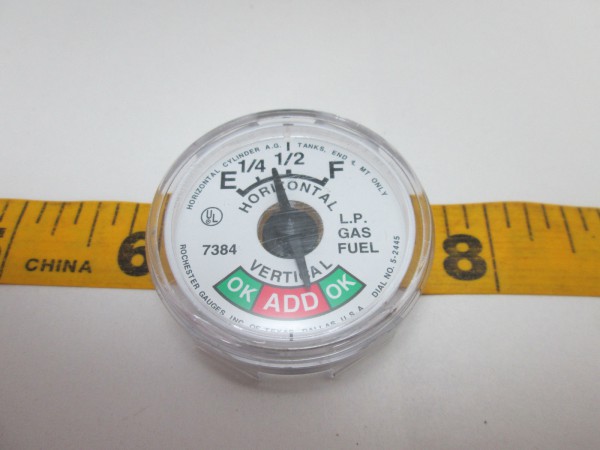 HORIZONTAL CYLINDER A.G. TANKS, END & MT ONLY
E 1/4 1/2 F
HORIZONTAL
UL
7384
L.P.
GAS
FUEL
VERTICAL
OK ADD OK
ROCHESTER GAUGES, INC. OF TEXAS, DALLAS U.S.A. DIAL NO. 5-2445
6 8
CHINA